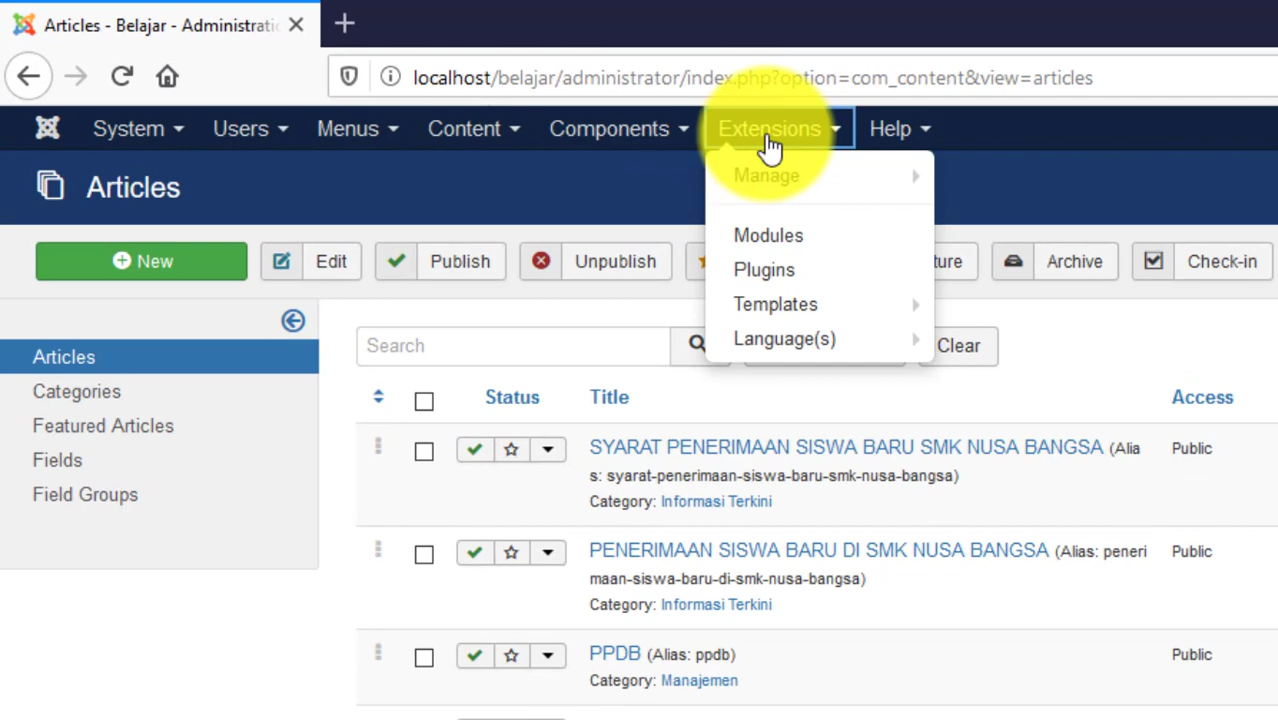 Articles - Belajar - Administratio
localhost/belajar/administrator/index.php?option=com_content&view=articles
System Users Menus Content Components Extensions Help
Articles
Manage
New Edit Publish Unpublish ture Archive Check-in
Modules
Plugins
Templates
Language(s)
Search Clear
Articles
Categories
Featured Articles
Fields
Field Groups
Status Title Access
SYARAT PENERIMAAN SISWA BARU SMK NUSA BANGSA (Alia Public
s: syarat-penerimaan-siswa-baru-smk-nusa-bangsa)
Category: Informasi Terkini
PENERIMAAN SISWA BARU DI SMK NUSA BANGSA (Alias: peneri Public
maan-siswa-baru-di-smk-nusa-bangsa)
Category: Informasi Terkini
PPDB (Alias: ppdb) Public
Category: Manajemen